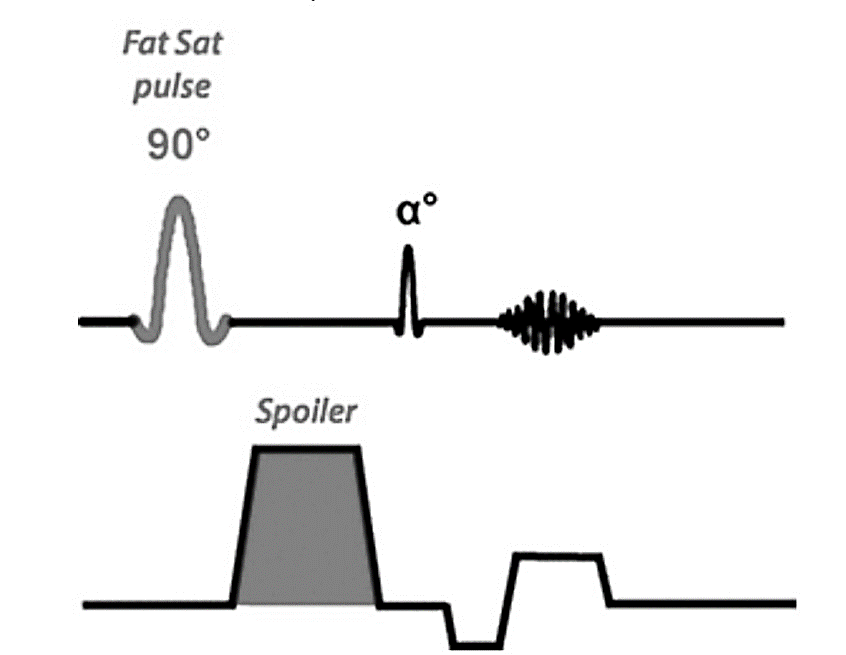 Fat Sat
pulse
90°
α°
Spoiler